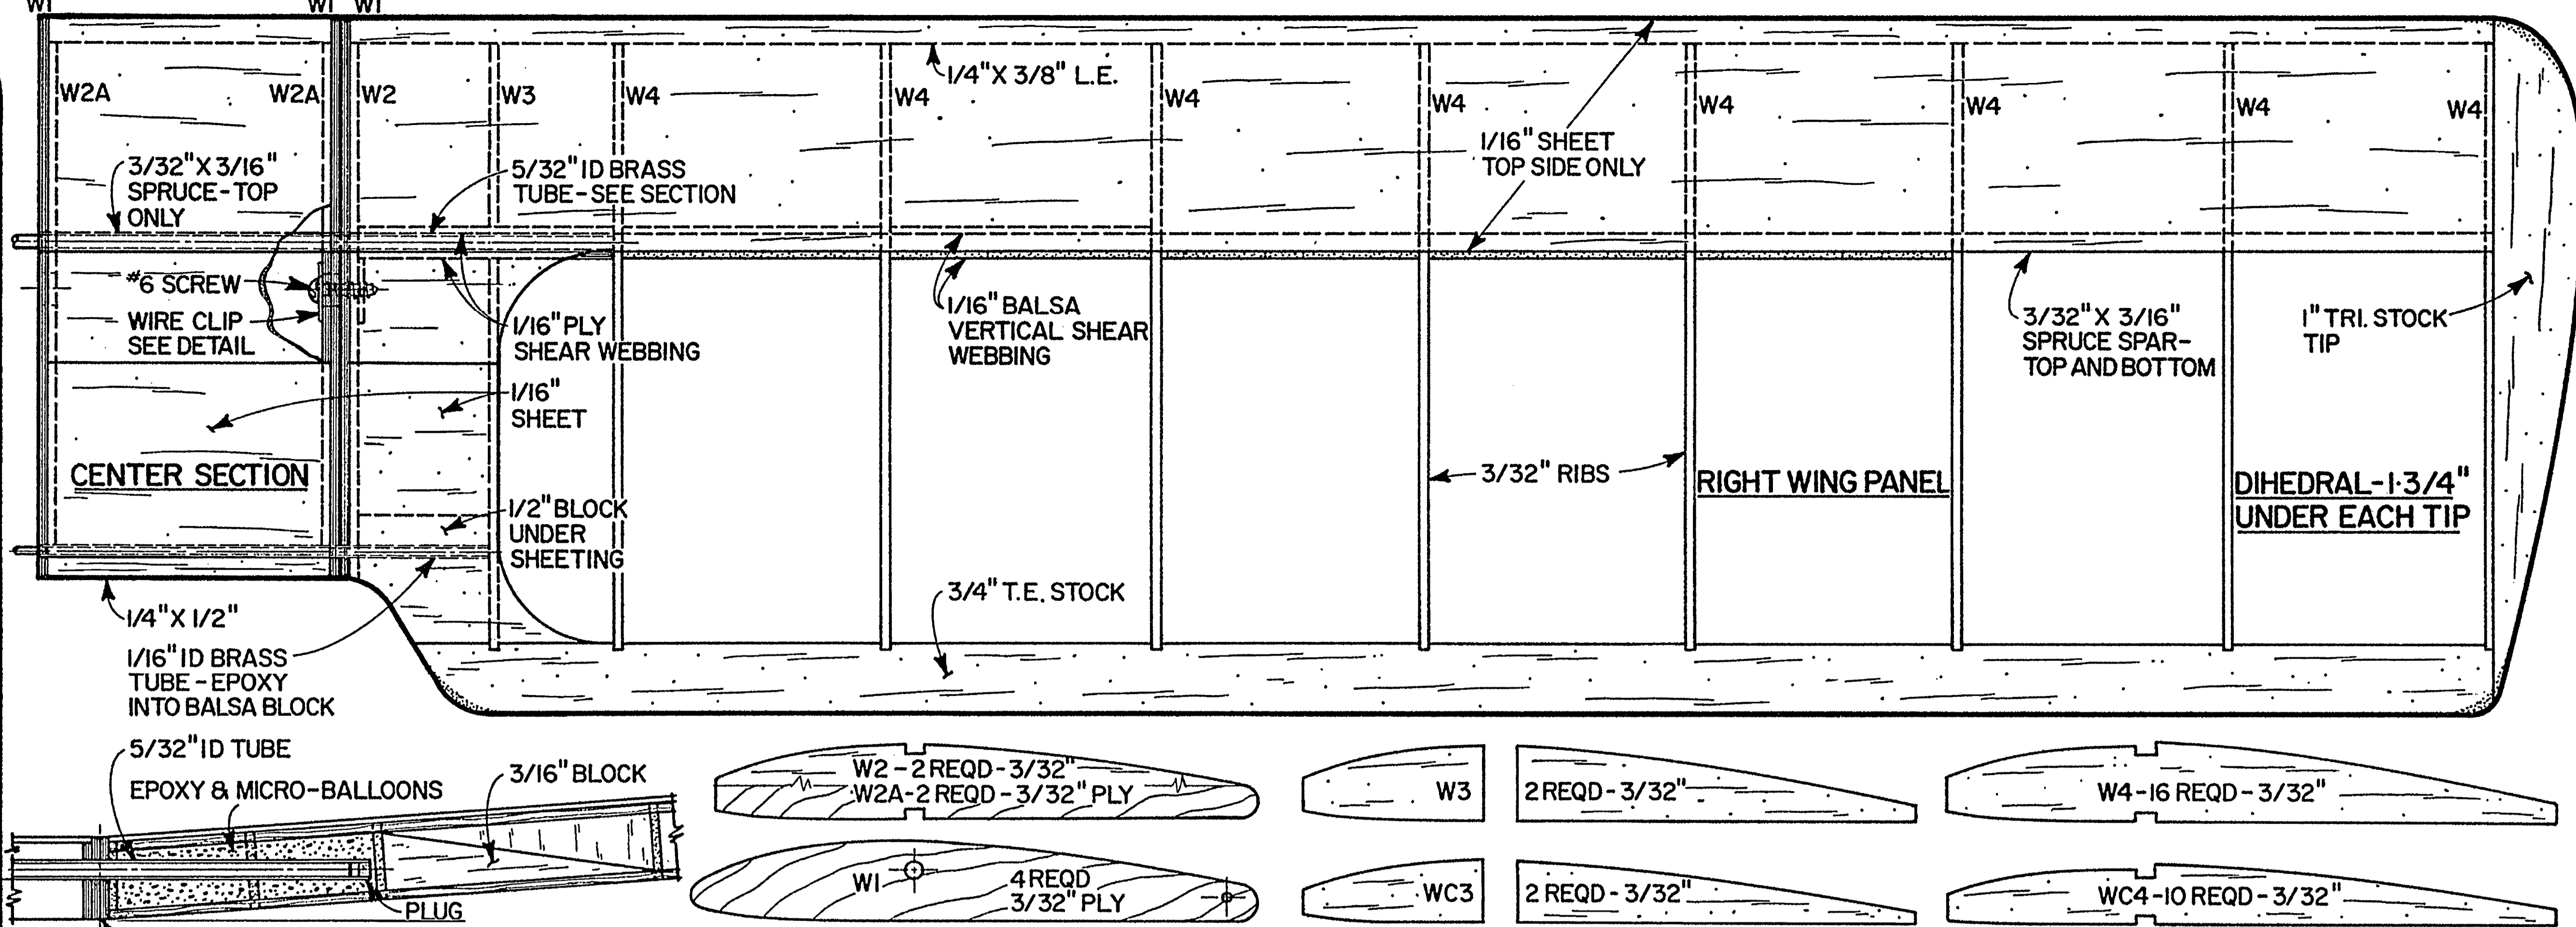 W1 W1 W1
W2A W2A W2 W3 W4 W4 W4 W4 W4 W4 W4 W4
1/4" X 3/8" L.E.
1/16" SHEET
TOP SIDE ONLY
3/32" X 3/16"
SPRUCE-TOP
ONLY
5/32" ID BRASS
TUBE-SEE SECTION
#6 SCREW
WIRE CLIP
SEE DETAIL
1/16" PLY
SHEAR WEBBING
1/16" BALSA
VERTICAL SHEAR
WEBBING
3/32" X 3/16"
SPRUCE SPAR-
TOP AND BOTTOM
1" TRI. STOCK
TIP
1/16"
SHEET
CENTER SECTION
3/32" RIBS
RIGHT WING PANEL
DIHEDRAL-1-3/4"
UNDER EACH TIP
1/2" BLOCK
UNDER
SHEETING
3/4" T.E. STOCK
1/4" X 1/2"
1/16" ID BRASS
TUBE-EPOXY
INTO BALSA BLOCK
5/32" ID TUBE
EPOXY & MICRO-BALLOONS
3/16" BLOCK
PLUG
W2-2 REQD-3/32"
W2A-2 REQD-3/32" PLY
W3 2 REQD-3/32"
W4-16 REQD-3/32"
W1 4 REQD
3/32" PLY
WC3 2 REQD-3/32"
WC4-10 REQD-3/32"